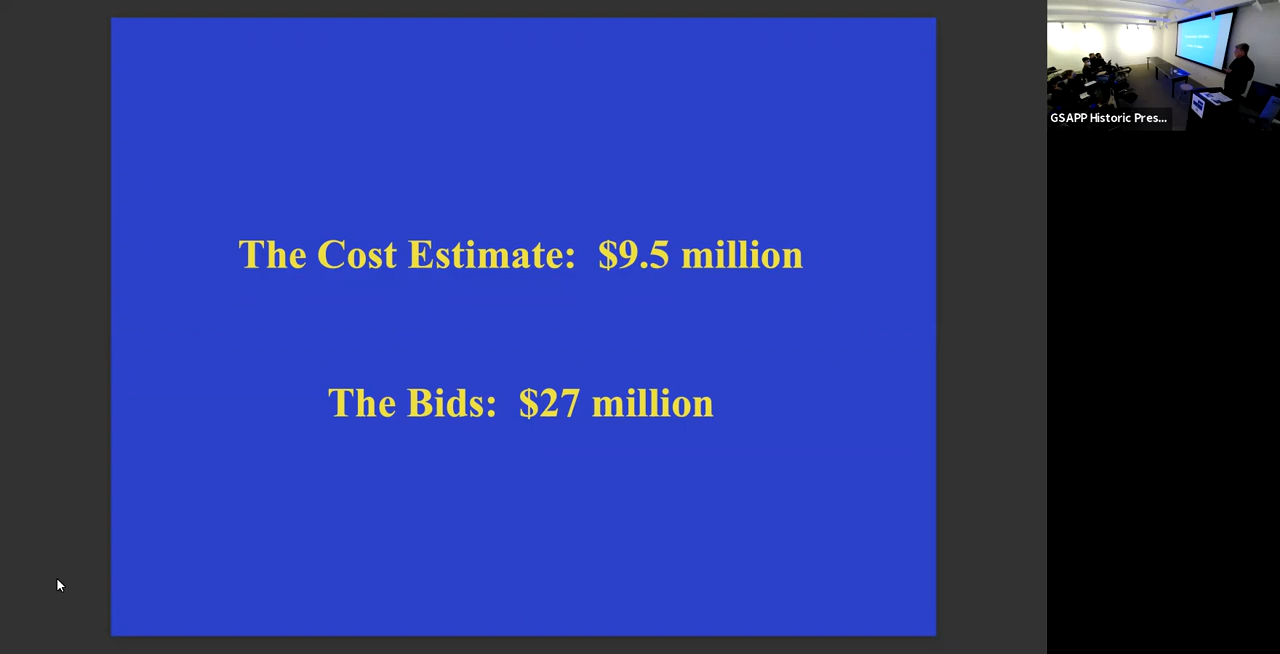 The Cost Estimate: $9.5 million
The Bids: $27 million
GSAPP Historic Pres...